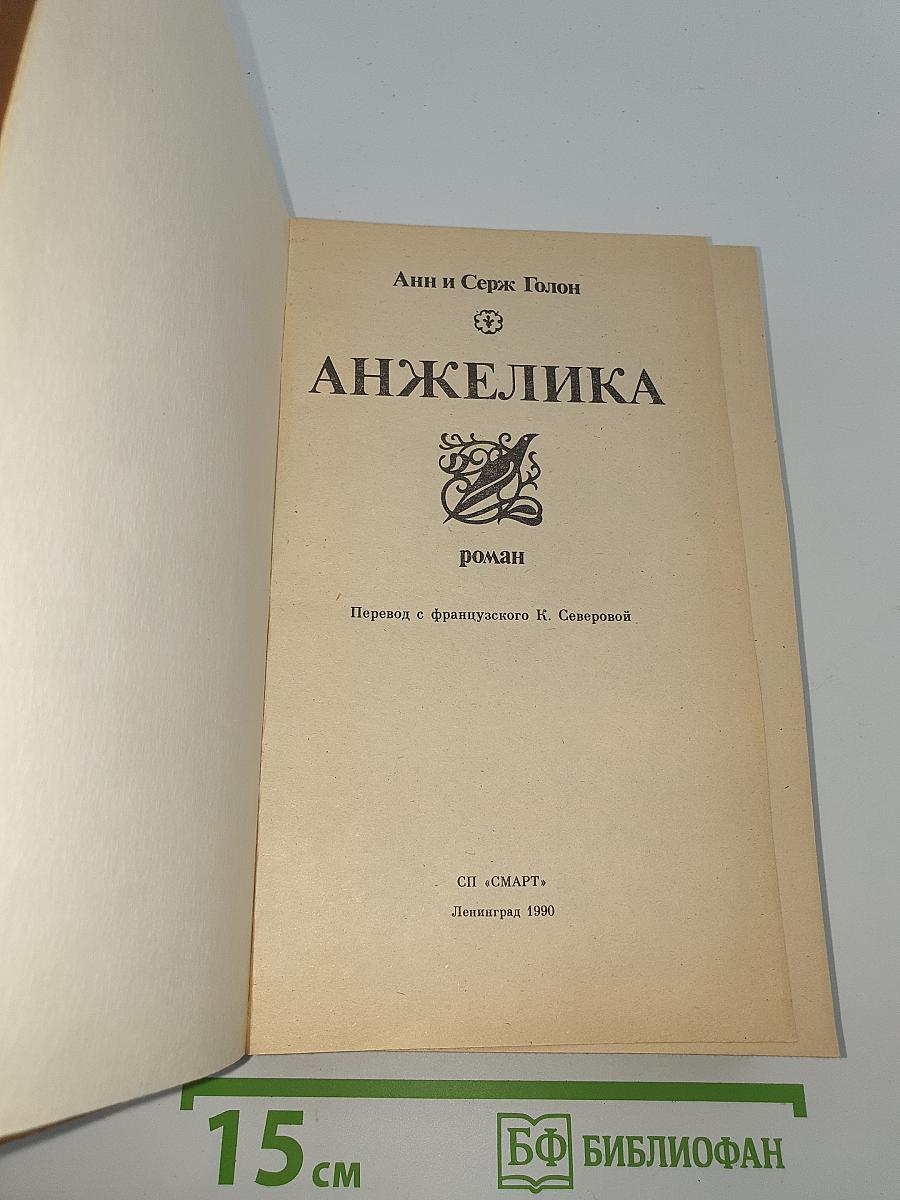 Анн и Серж Голон
АНЖЕЛИКА
роман
Перевод с французского К. Северовой
СП «СМАРТ»
Ленинград 1990
15 см
БФ БИБЛИОФАН